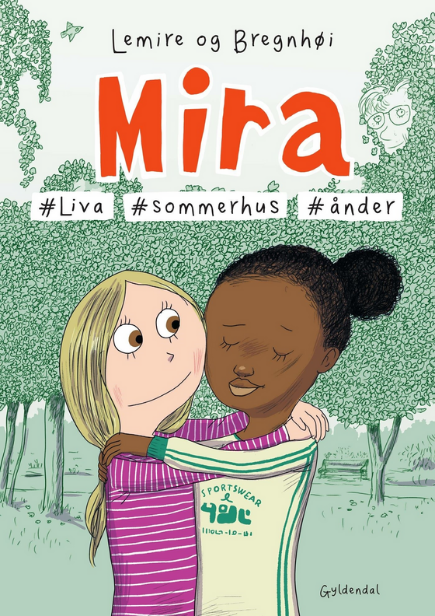 Lemire og Bregnhøi
Mira
#Liva #sommerhus #ånder
SPORTSWEAR
Gyldendal